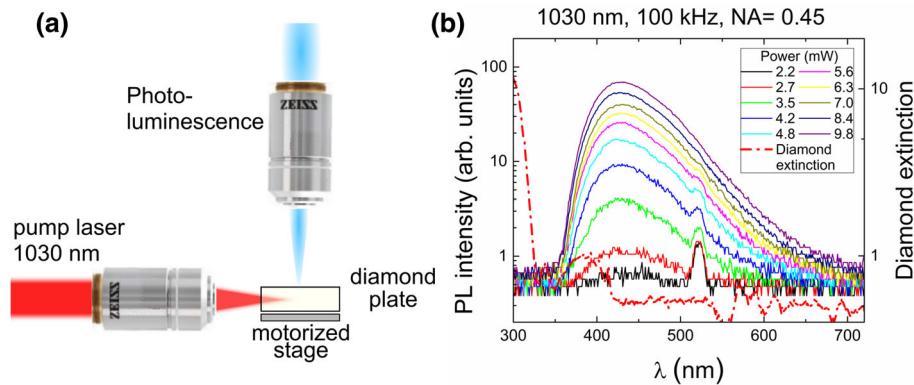 (a)
ZEISS
Photo-
luminescence
pump laser
1030 nm
ZEISS
diamond
plate
motorized
stage
(b)
1030 nm, 100 kHz, NA= 0.45
PL intensity (arb. units)
100
10
1
Power (mW)
2.2 5.6
2.7 6.3
3.5 7.0
4.2 8.4
4.8 9.8
Diamond
extinction
10
1
Diamond extinction
300 400 500 600 700
λ (nm)